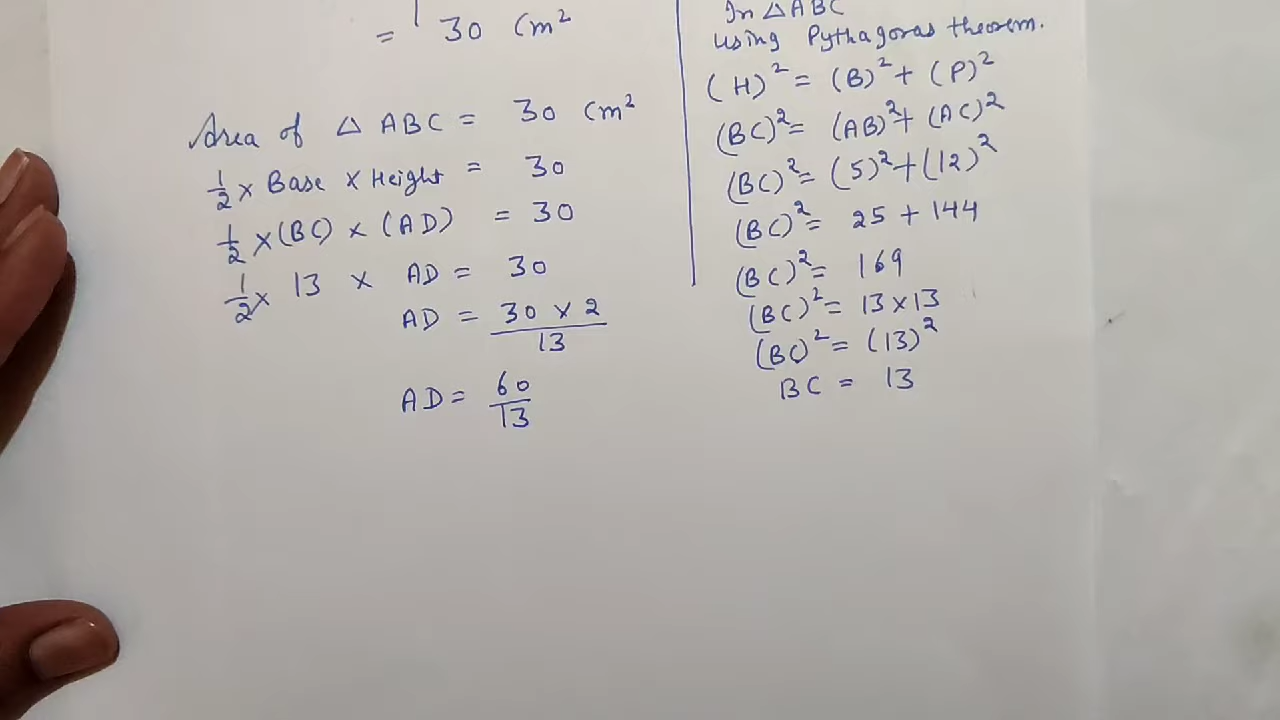 = 30 Cm²
Area of △ ABC = 30 Cm²
1/2 × Base × Height = 30
1/2 × (BC) × (AD) = 30
1/2 × 13 × AD = 30
AD = 30 × 2 / 13
AD = 60/13
In △ABC
using Pythagoras theorem.
(H)² = (B)² + (P)²
(BC)² = (AB)² + (AC)²
(BC)² = (5)² + (12)²
(BC)² = 25 + 144
(BC)² = 169
(BC)² = 13 × 13
(BC)² = (13)²
BC = 13